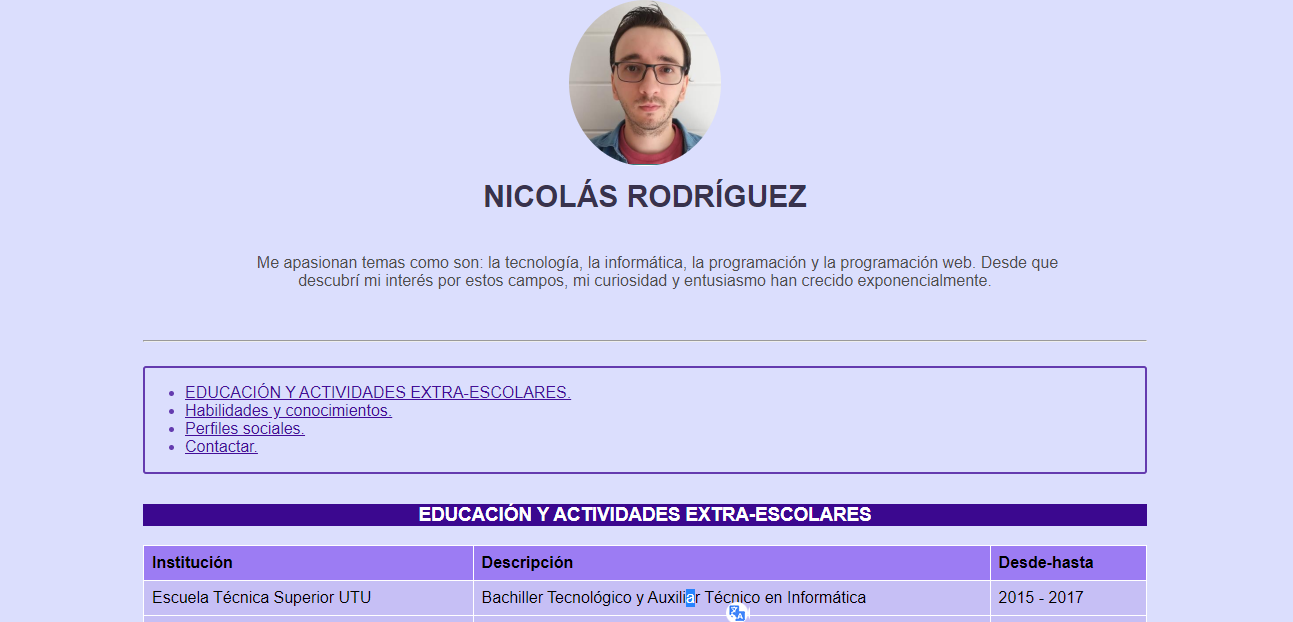 NICOLÁS RODRÍGUEZ
Me apasionan temas como son: la tecnología, la informática, la programación y la programación web. Desde que
descubrí mi interés por estos campos, mi curiosidad y entusiasmo han crecido exponencialmente.
EDUCACIÓN Y ACTIVIDADES EXTRA-ESCOLARES.
Habilidades y conocimientos.
Perfiles sociales.
Contactar.
EDUCACIÓN Y ACTIVIDADES EXTRA-ESCOLARES
Institución Descripción Desde-hasta
Escuela Técnica Superior UTU Bachiller Tecnológico y Auxiliar Técnico en Informática 2015 - 2017